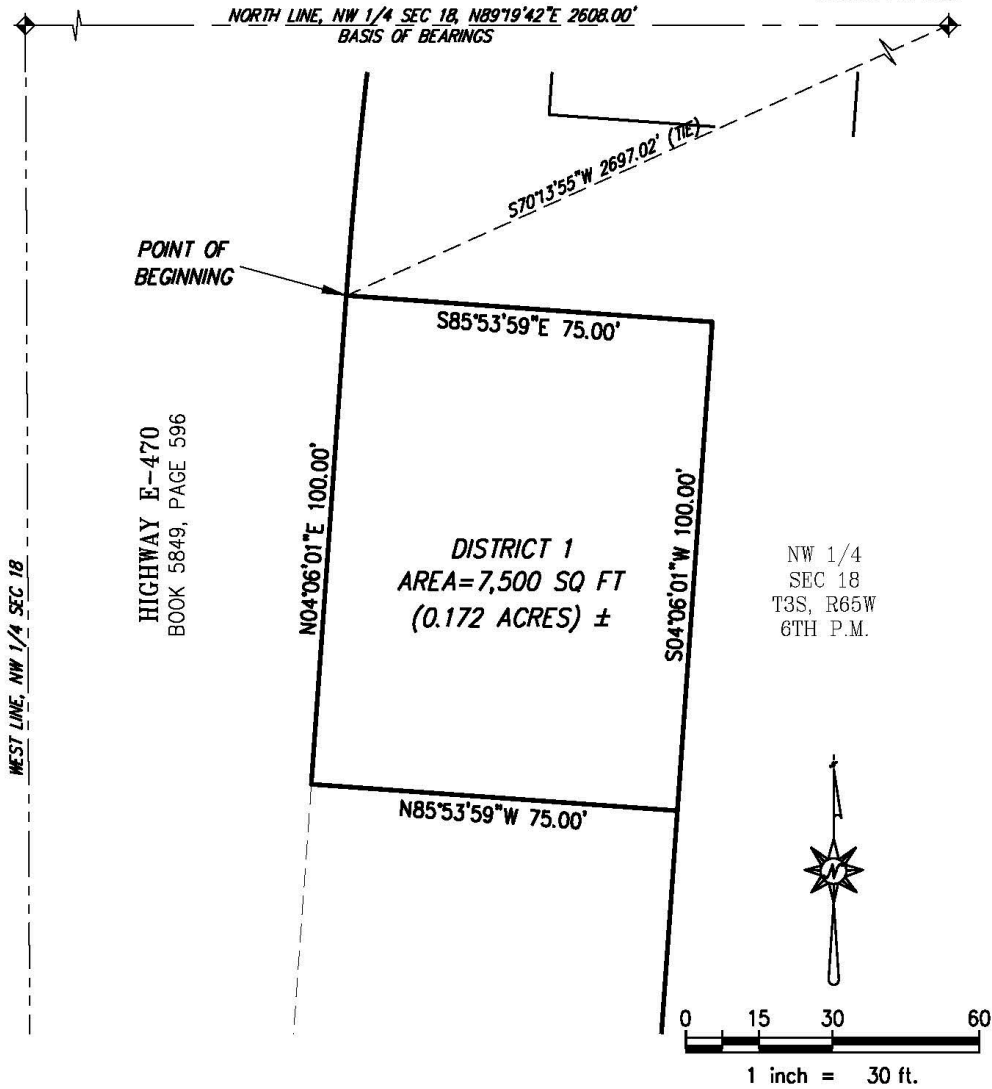 NORTH LINE, NW 1/4 SEC 18, N89°19'42"E 2608.00'
BASIS OF BEARINGS
S70°13'55"W 2697.02' (TIE)
POINT OF
BEGINNING
S85°53'59"E 75.00'
HIGHWAY E-470
BOOK 5849, PAGE 596
N04°06'01"E 100.00'
DISTRICT 1
AREA=7,500 SQ FT
(0.172 ACRES) ±
S04°06'01"W 100.00'
NW 1/4
SEC 18
T3S, R65W
6TH P.M.
WEST LINE, NW 1/4 SEC 18
N85°53'59"W 75.00'
N
0 15 30 60
1 inch = 30 ft.